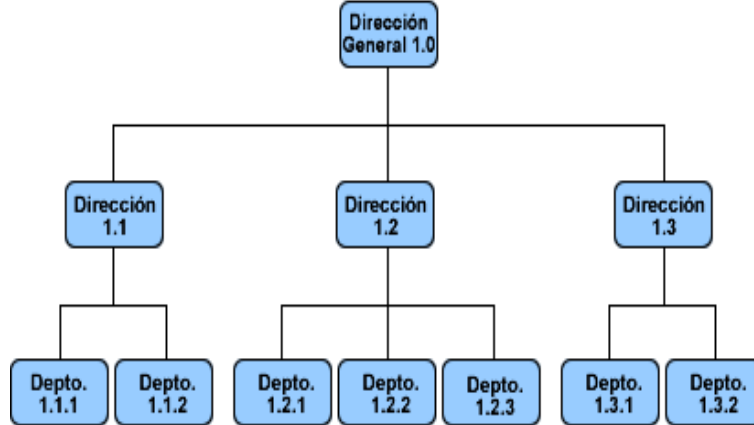 Dirección
General 1.0
Dirección
1.1
Dirección
1.2
Dirección
1.3
Depto.
1.1.1
Depto.
1.1.2
Depto.
1.2.1
Depto.
1.2.2
Depto.
1.2.3
Depto.
1.3.1
Depto.
1.3.2